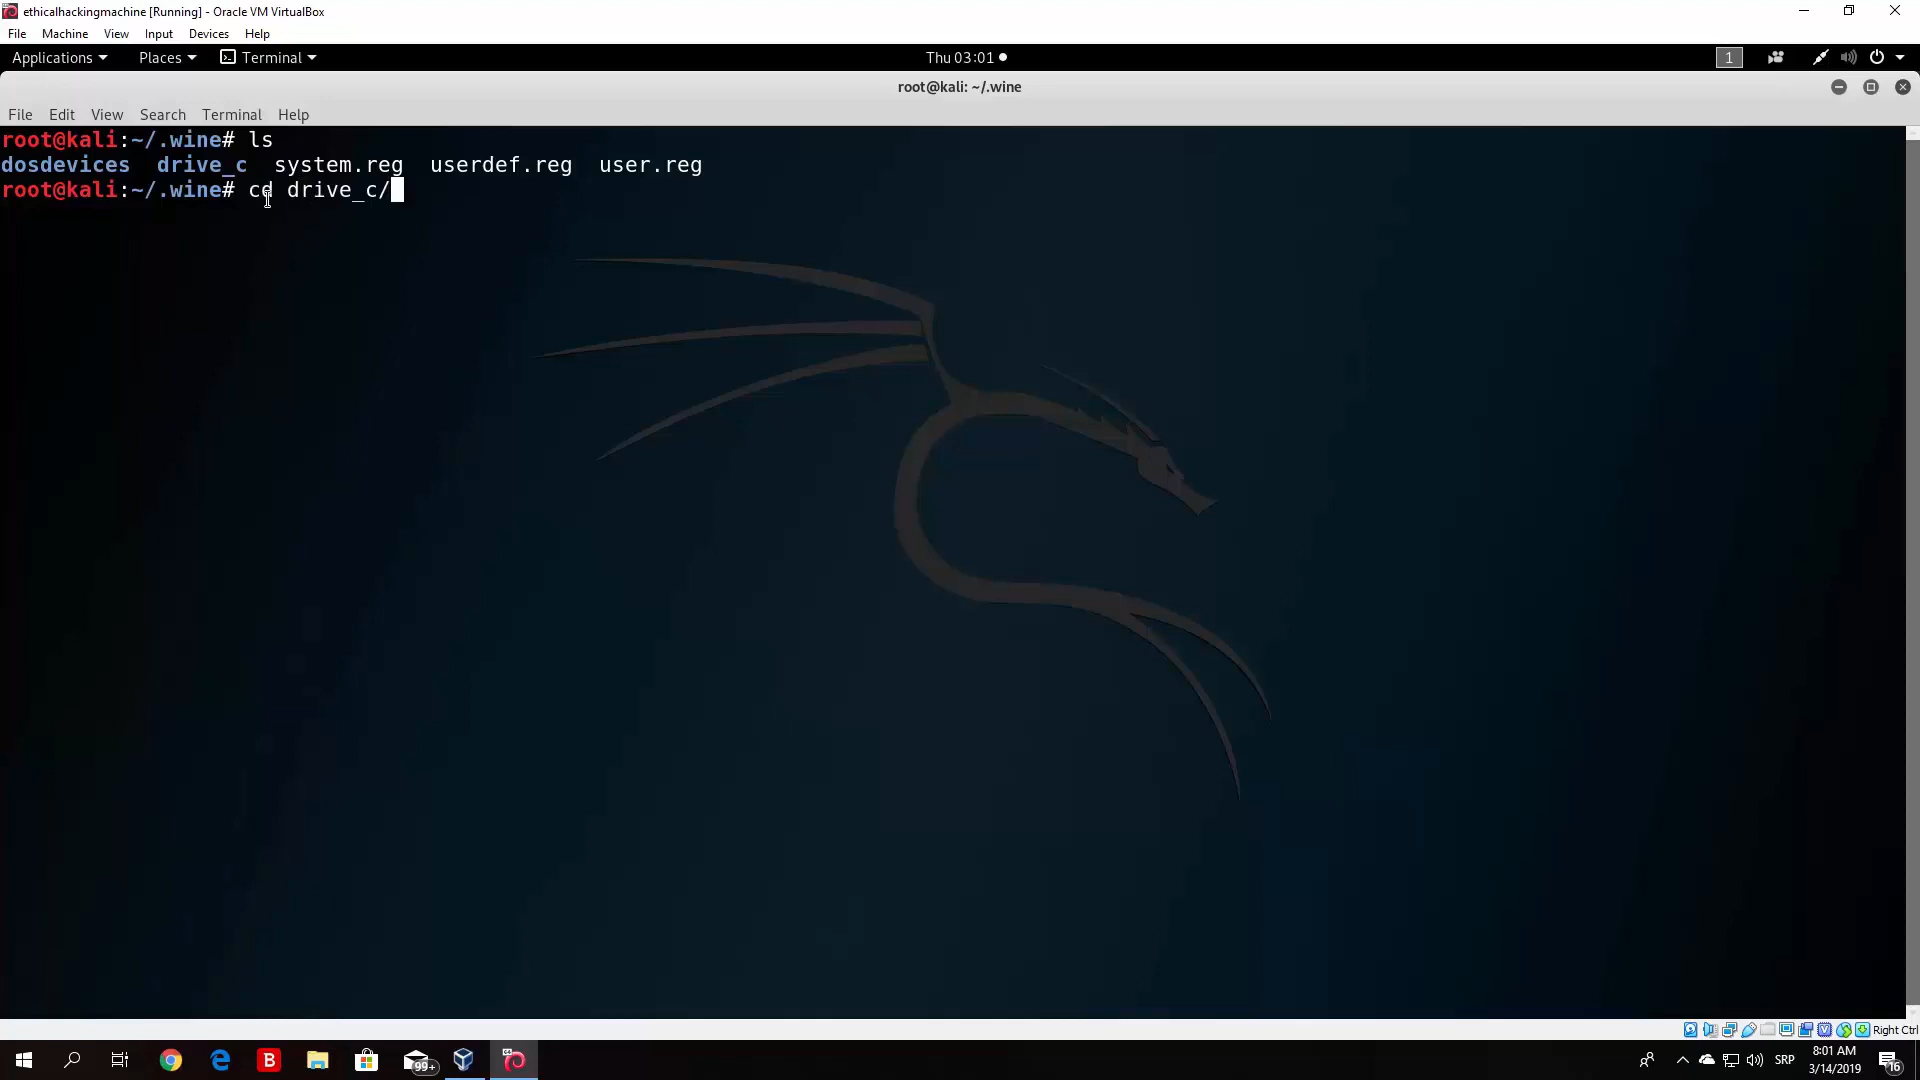 ethicalhackingmachine [Running] - Oracle VM VirtualBox
File Machine View Input Devices Help
Applications Places Terminal Thu 03:01 1
root@kali: ~/.wine
File Edit View Search Terminal Help
root@kali:~/.wine# ls
dosdevices drive_c system.reg userdef.reg user.reg
root@kali:~/.wine# cd drive_c/
Right Ctrl
B 99+ 64 SRP 8:01 AM
3/14/2019 16